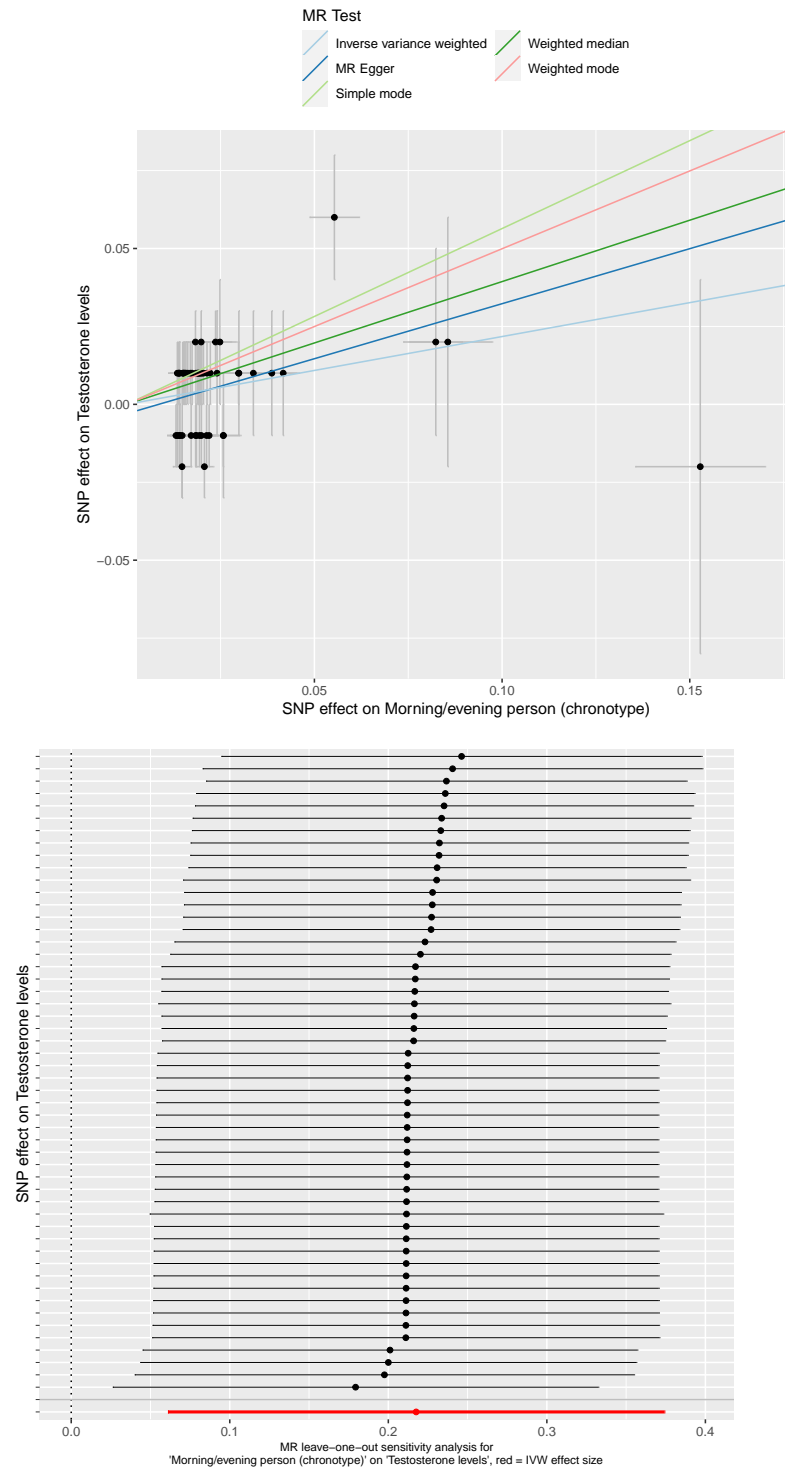 MR Test
Inverse variance weighted
Weighted median
MR Egger
Weighted mode
Simple mode
SNP effect on Testosterone levels
0.05
0.00
−0.05
0.05
0.10
0.15
SNP effect on Morning/evening person (chronotype)
SNP effect on Testosterone levels
0.0
0.1
0.2
0.3
0.4
MR leave−one−out sensitivity analysis for
'Morning/evening person (chronotype)' on 'Testosterone levels', red = IVW effect size